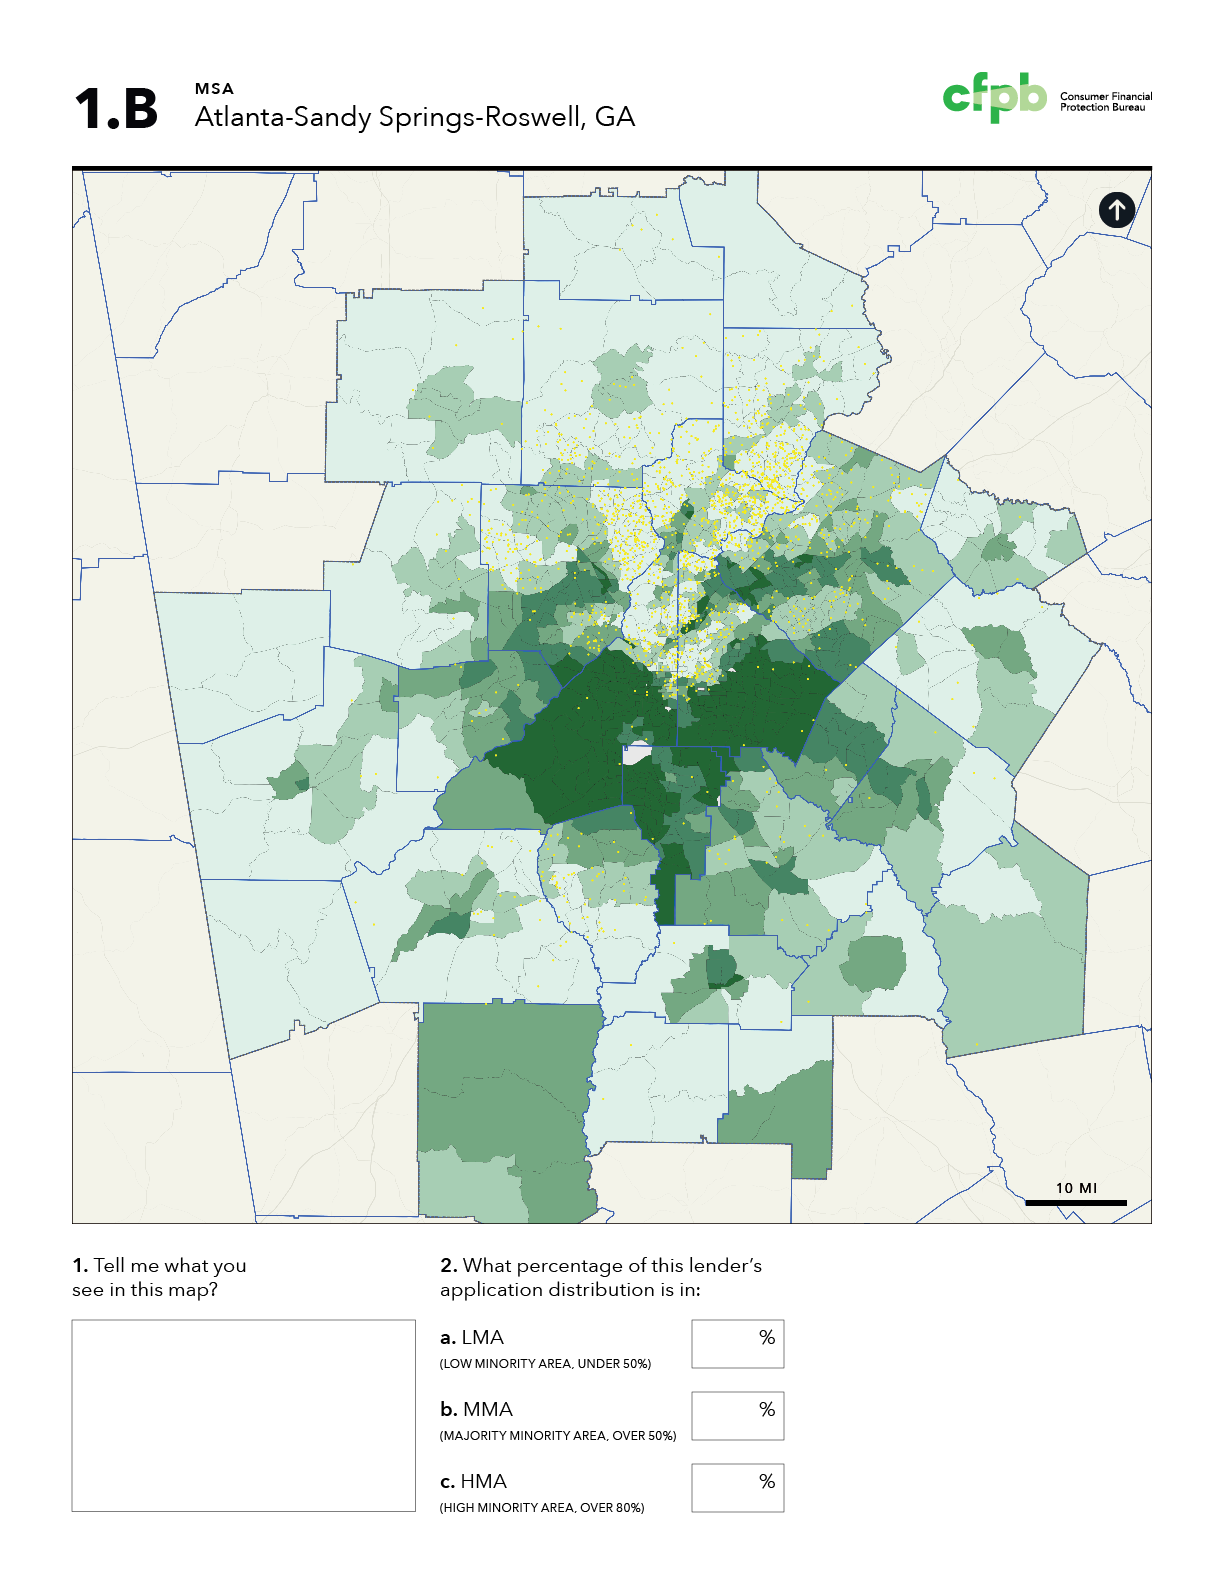 1.B
MSA
Atlanta-Sandy Springs-Roswell, GA
cfpb
Consumer Financial
Protection Bureau
10 MI
1. Tell me what you
see in this map?
2. What percentage of this lender’s
application distribution is in:
a. LMA
%
(LOW MINORITY AREA, UNDER 50%)
b. MMA
%
(MAJORITY MINORITY AREA, OVER 50%)
c. HMA
%
(HIGH MINORITY AREA, OVER 80%)